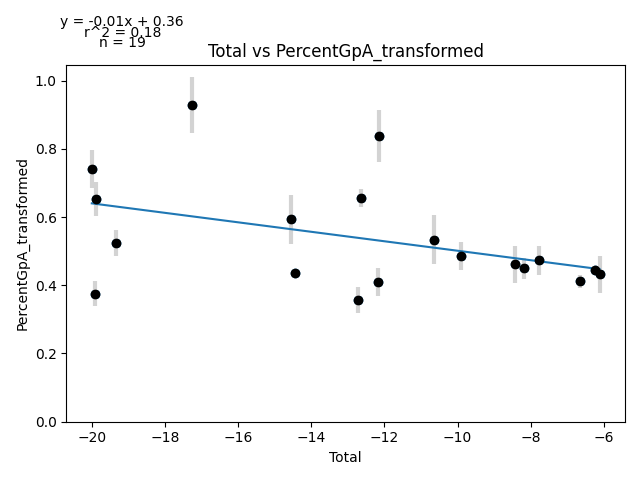 y = -0.01x + 0.36
r^2 = 0.18
n = 19
Total vs PercentGpA_transformed
PercentGpA_transformed
1.0
0.8
0.6
0.4
0.2
0.0
−20 −18 −16 −14 −12 −10 −8 −6
Total